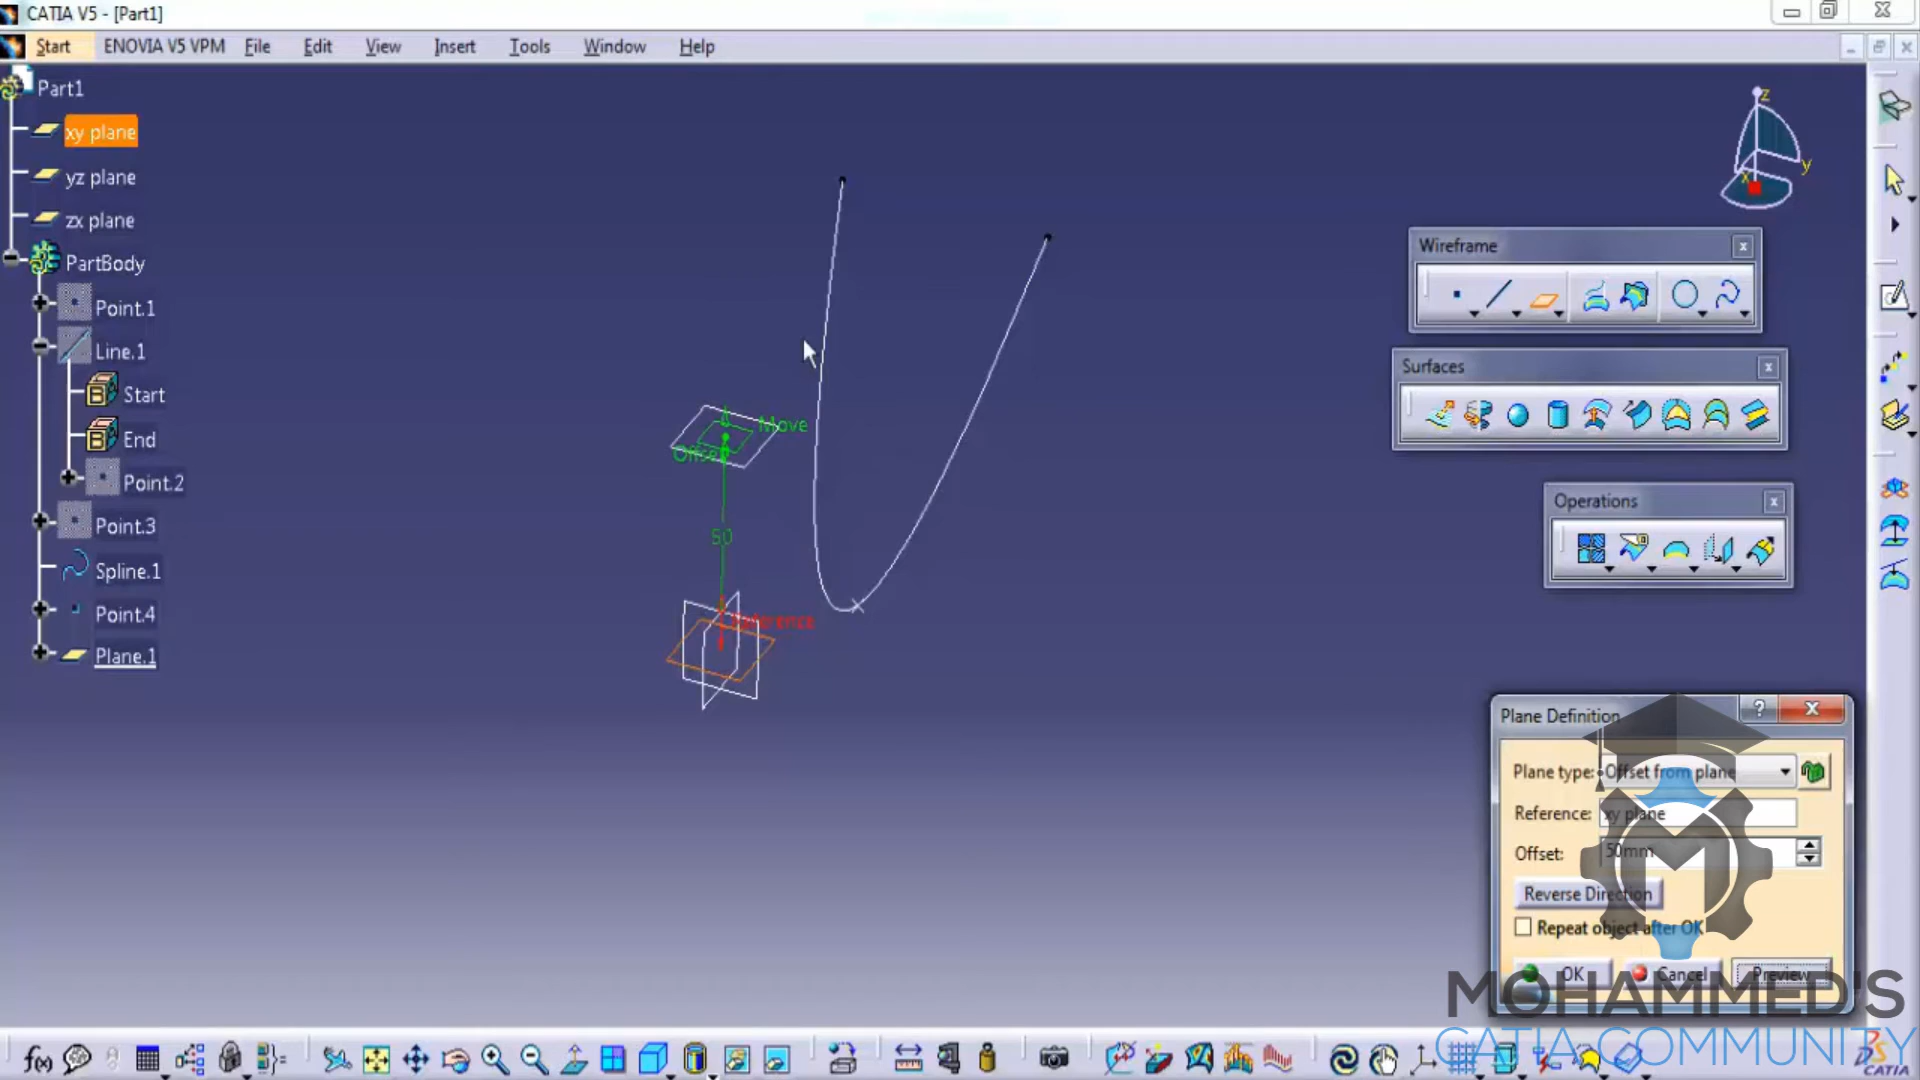 CATIA V5 - [Part1]
Start ENOVIA V5 VPM File Edit View Insert Tools Window Help
Part1
xy plane
yz plane
zx plane
PartBody
Point.1
Line.1
Start
End
Point.2
Point.3
Spline.1
Point.4
Plane.1
Move
Offset
50
Reference
z
y
x
Wireframe
Surfaces
Operations
Plane Definition
Plane type: Offset from plane
Reference: xy plane
Offset: 50mm
Reverse Direction
Repeat object after OK
OK Cancel Preview
MOHAMMED'S
CATIA COMMUNITY
f(x)
CATIA